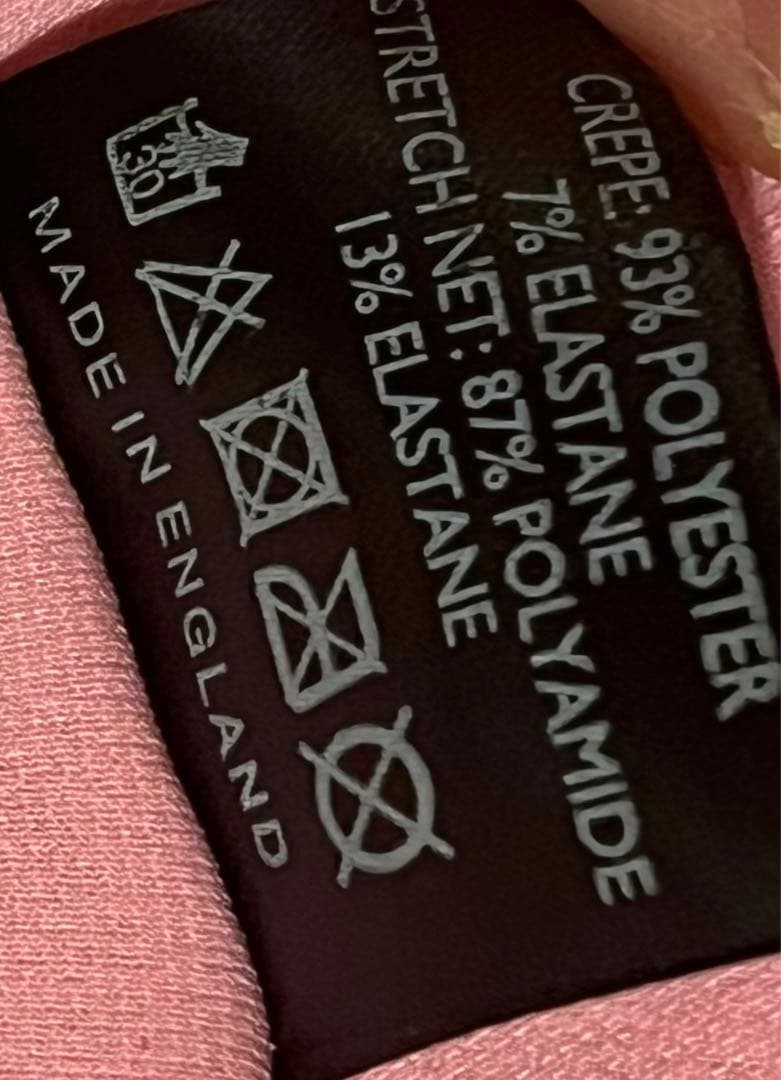 CREPE: 93% POLYESTER
7% ELASTANE
STRETCH NET: 87% POLYAMIDE
13% ELASTANE
30
MADE IN ENGLAND